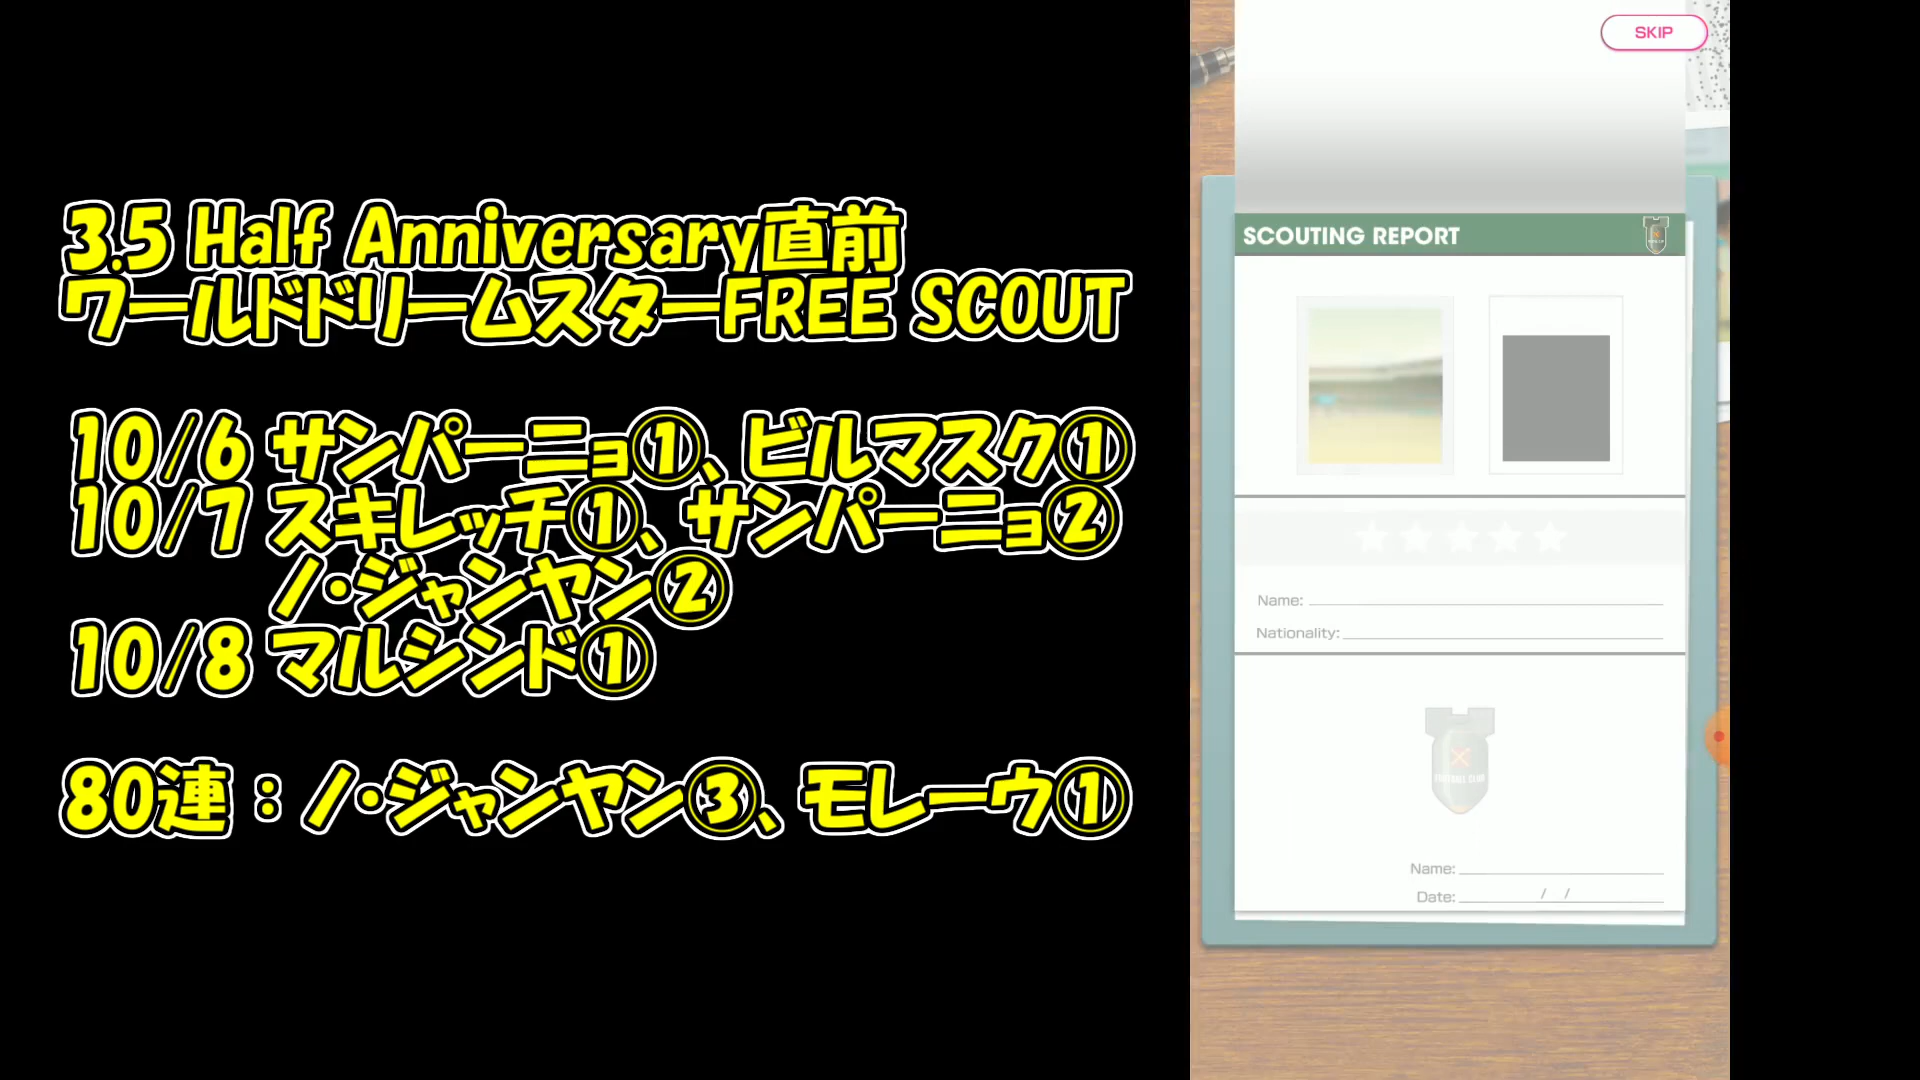 3.5 Half Anniversary直前
ワールドドリームスターFREE SCOUT
10/6 サンパーニョ①、ビルマスク①
10/7 スキレッチ①、サンパーニョ②
ノ・ジャンヤン②
10/8 マルシンド①
80連：ノ・ジャンヤン③、モレーウ①
SKIP
SCOUTING REPORT
Name:
Nationality:
FOOTBALL CLUB
Name:
Date: / /